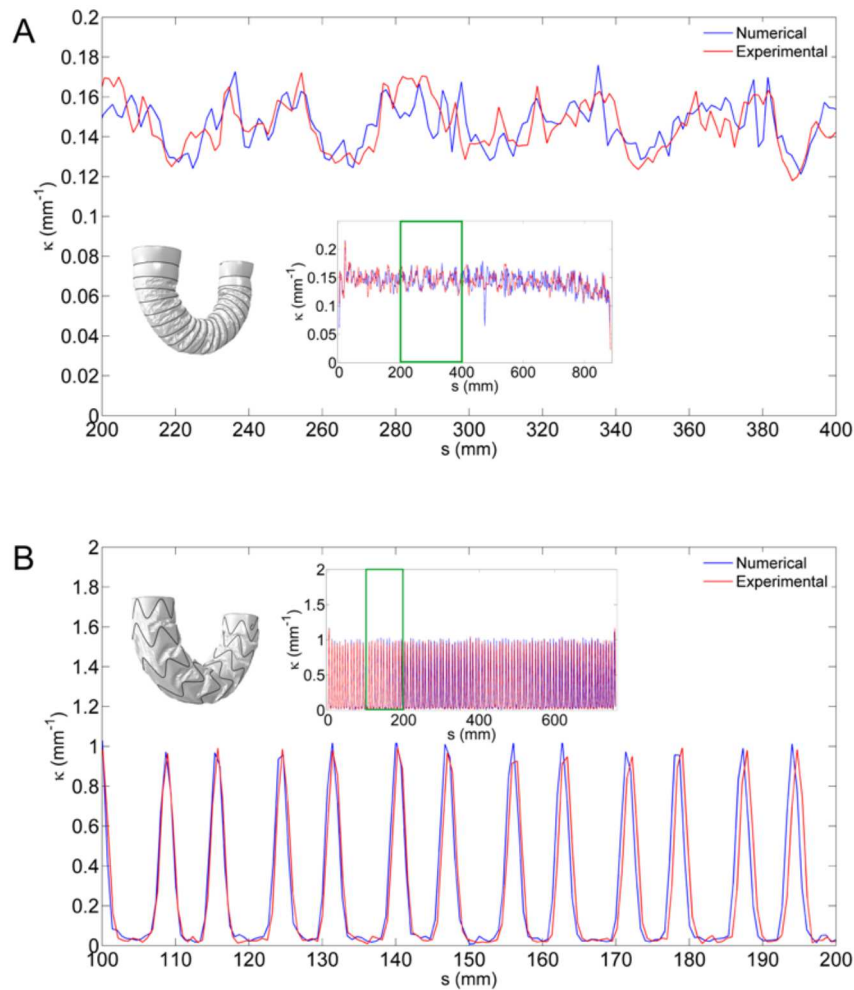 A
0.2
0.18
0.16
0.14
0.12
0.1
0.08
0.06
0.04
0.02
0
κ (mm-1)
Numerical
Experimental
0.2
0.15
0.1
0.05
0
κ (mm-1)
0 200 400 600 800
s (mm)
200 220 240 260 280 300 320 340 360 380 400
s (mm)
B
2
1.8
1.6
1.4
1.2
1
0.8
0.6
0.4
0.2
0
κ (mm-1)
Numerical
Experimental
2
1.5
1
0.5
0
κ (mm-1)
0 200 400 600
s (mm)
100 110 120 130 140 150 160 170 180 190 200
s (mm)